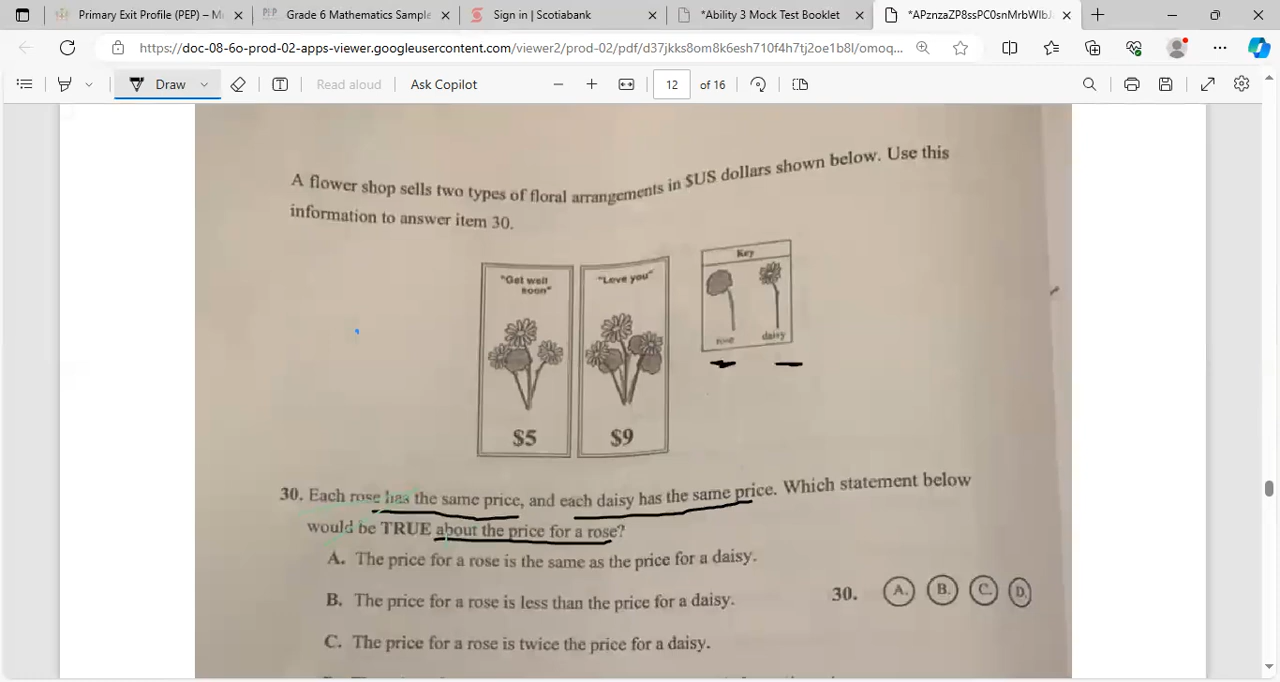 Primary Exit Profile (PEP) – M
Grade 6 Mathematics Sample
Sign in | Scotiabank
*Ability 3 Mock Test Booklet
*APznzaZP8ssPC0snMrbWlbJ
https://doc-08-6o-prod-02-apps-viewer.googleusercontent.com/viewer2/prod-02/pdf/d37jkks8om8k6esh710f4h7tj2oe1b8l/omoq...
Draw
Read aloud
Ask Copilot
12 of 16
A flower shop sells two types of floral arrangements in $US dollars shown below. Use this
information to answer item 30.
"Get well
soon"
$5
"Love you"
$9
Key
rose daisy
30. Each rose has the same price, and each daisy has the same price. Which statement below
would be TRUE about the price for a rose?
A. The price for a rose is the same as the price for a daisy.
B. The price for a rose is less than the price for a daisy.
30. A. B. C. D.
C. The price for a rose is twice the price for a daisy.